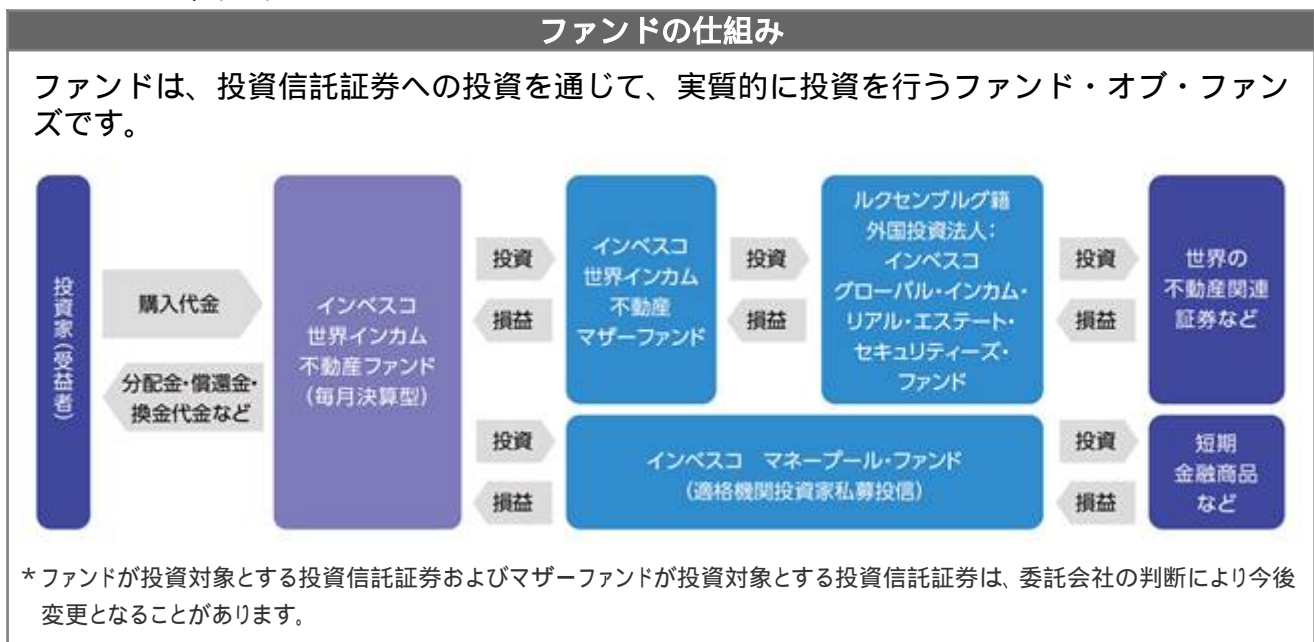 ファンドの仕組み
ファンドは、投資信託証券への投資を通じて、実質的に投資を行うファンド・オブ・ファン
ズです。
投資家(受益者)
購入代金
分配金・償還金・
換金代金など
インベスコ
世界インカム
不動産ファンド
(毎月決算型)
投資
損益
インベスコ
世界インカム
不動産
マザーファンド
投資
損益
ルクセンブルグ籍
外国投資法人:
インベスコ
グローバル・インカム・
リアル・エステート・
セキュリティーズ・
ファンド
投資
損益
世界の
不動産関連
証券など
投資
損益
インベスコ マネープール・ファンド
(適格機関投資家私募投信)
投資
損益
短期
金融商品
など
*ファンドが投資対象とする投資信託証券およびマザーファンドが投資対象とする投資信託証券は、委託会社の判断により今後
変更となることがあります。